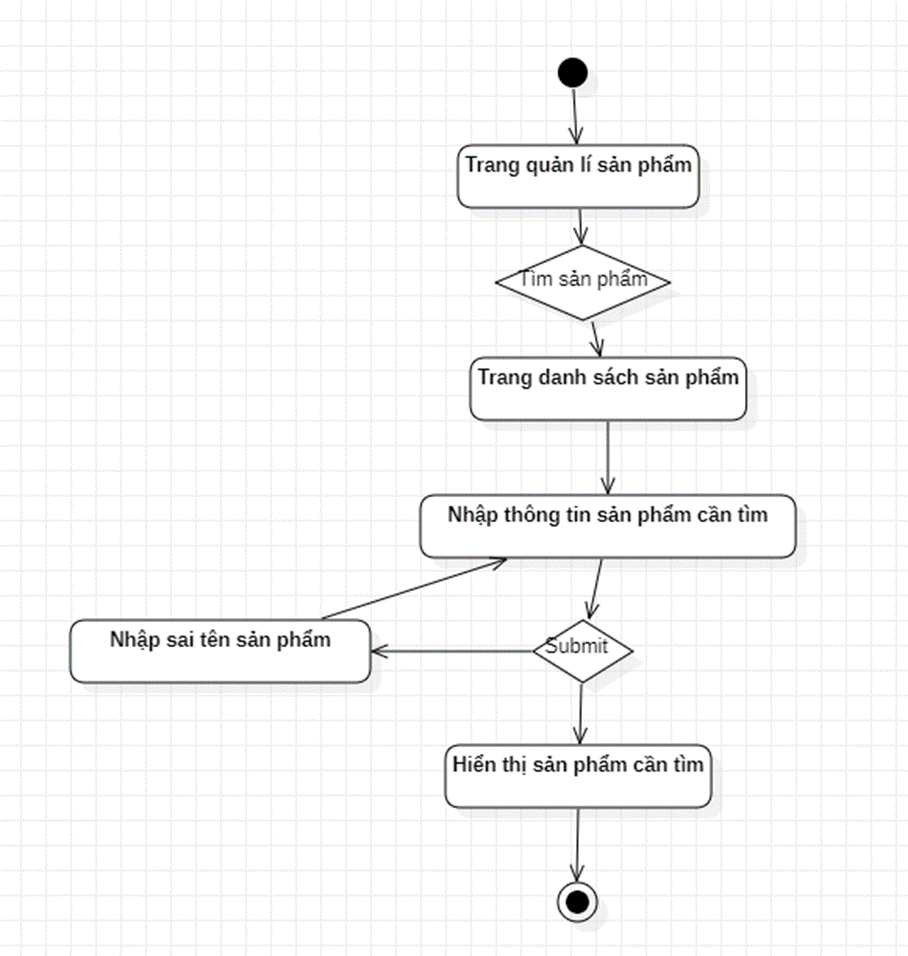 Trang quản lí sản phẩm
Tìm sản phẩm
Trang danh sách sản phẩm
Nhập thông tin sản phẩm cần tìm
Nhập sai tên sản phẩm
Submit
Hiển thị sản phẩm cần tìm